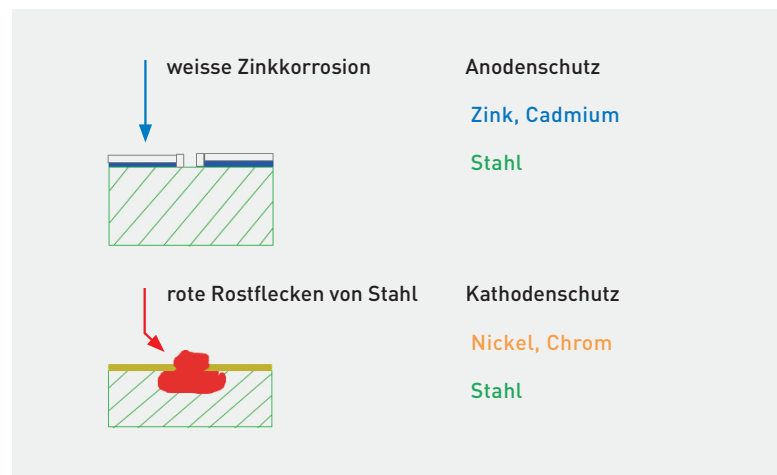 weisse Zinkkorrosion
Anodenschutz
Zink, Cadmium
Stahl
rote Rostflecken von Stahl
Kathodenschutz
Nickel, Chrom
Stahl